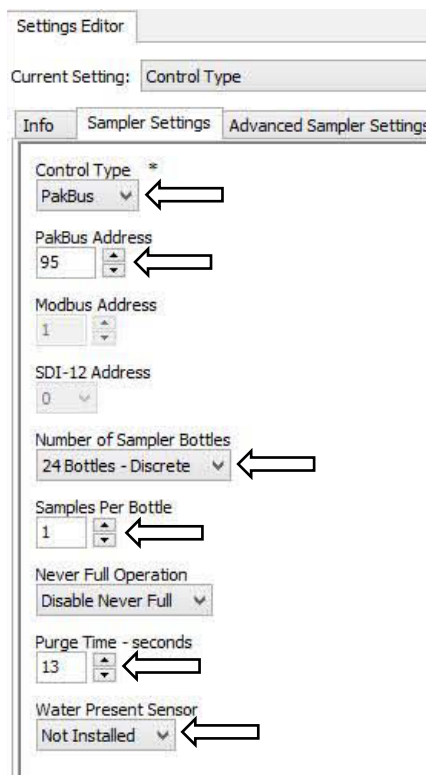 Settings Editor
Current Setting: Control Type
Info Sampler Settings Advanced Sampler Settings
Control Type *
PakBus
PakBus Address
95
Modbus Address
1
SDI-12 Address
0
Number of Sampler Bottles
24 Bottles - Discrete
Samples Per Bottle
1
Never Full Operation
Disable Never Full
Purge Time - seconds
13
Water Present Sensor
Not Installed